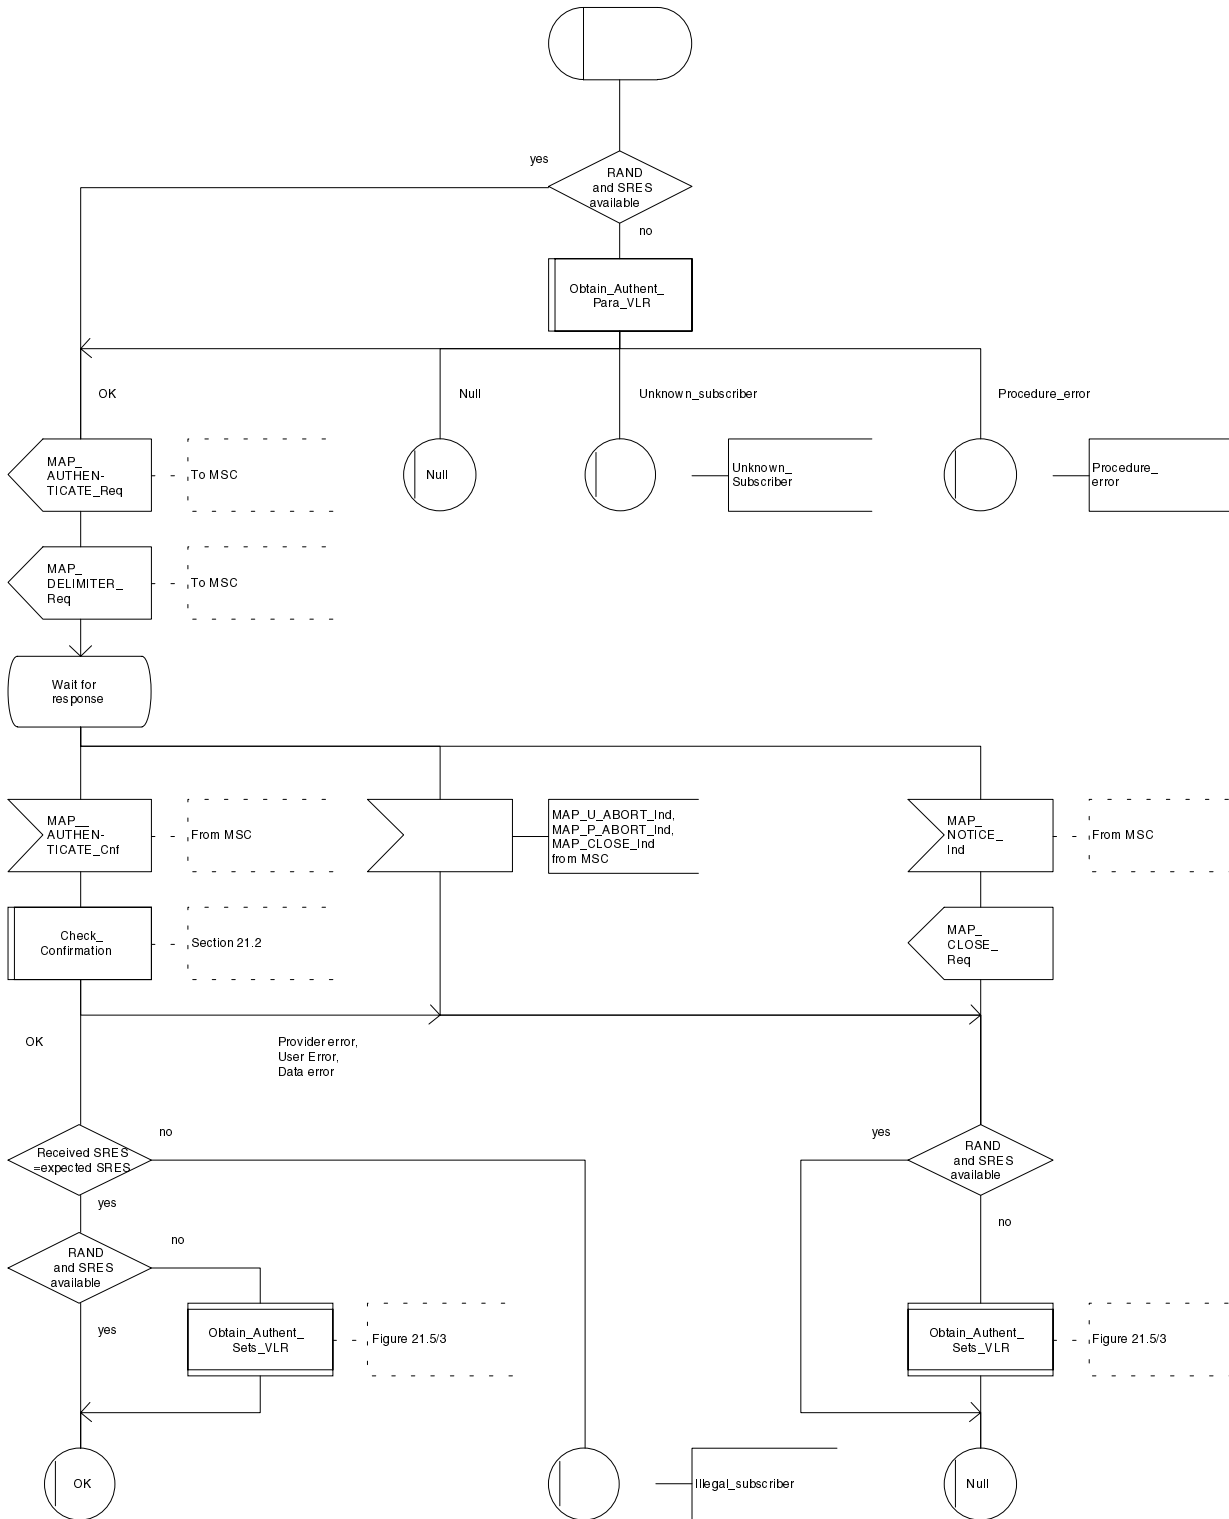 yes
RAND
and SRES
available
no
Obtain_Authent_
Para_VLR
OK
Null
Unknown_subscriber
Procedure_error
MAP_
AUTHEN-
TICATE_Req
To MSC
Null
Unknown_
Subscriber
Procedure_
error
MAP_
DELIMITER_
Req
To MSC
Wait for
response
MAP__
AUTHEN-
TICATE_Cnf
From MSC
MAP_U_ABORT_Ind,
MAP_P_ABORT_Ind,
MAP_CLOSE_Ind
from MSC
MAP_
NOTICE_
Ind
From MSC
Check_
Confirmation
Section 21.2
MAP_
CLOSE_
Req
OK
Provider error,
User Error,
Data error
Received SRES
=expected SRES
no
yes
yes
RAND
and SRES
available
no
RAND
and SRES
available
no
yes
Obtain_Authent_
Sets_VLR
Figure 21.5/3
Obtain_Authent_
Sets_VLR
Figure 21.5/3
OK
Illegal_subscriber
Null